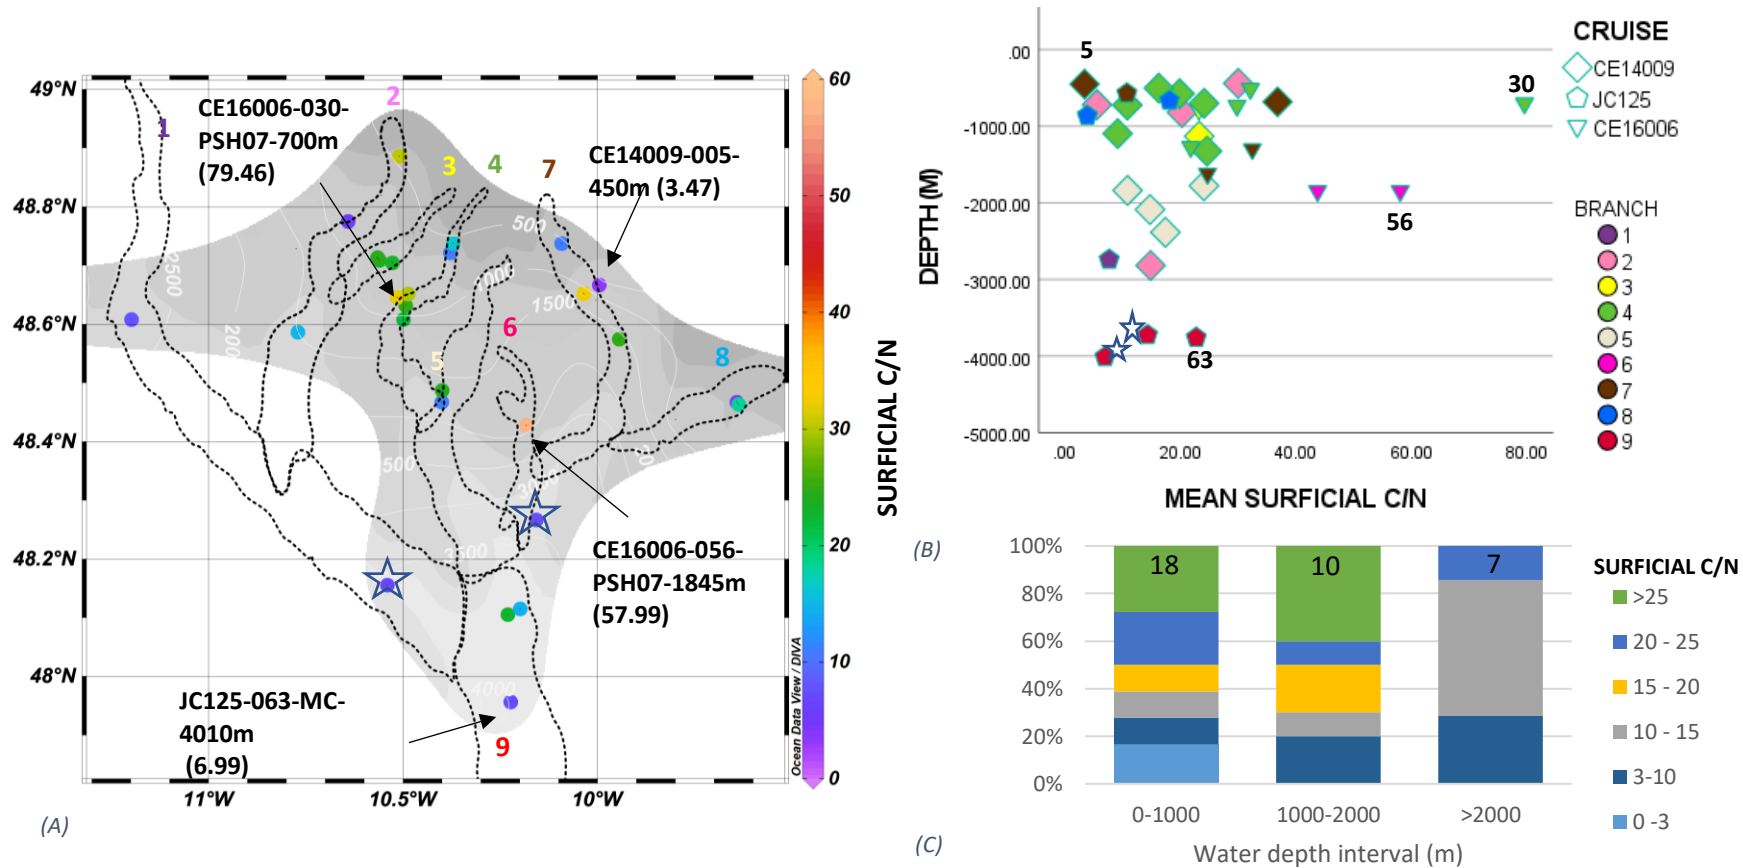 49°N
48.8°N
48.6°N
48.4°N
48.2°N
48°N
11°W
10.5°W
10°W
1
2
3
4
5
6
7
8
9
CE16006-030-
PSH07-700m
(79.46)
CE14009-005-
450m (3.47)
CE16006-056-
PSH07-1845m
(57.99)
JC125-063-MC-
4010m
(6.99)
2500
200
500
1000
1500
500
3000
3500
4000
Ocean Data View / DIVA
60
50
40
30
20
10
0
SURFICIAL C/N
(A)
5
30
56
63
.00
-1000.00
-2000.00
-3000.00
-4000.00
-5000.00
DEPTH (M)
.00 20.00 40.00 60.00 80.00
MEAN SURFICIAL C/N
CRUISE
CE14009
JC125
CE16006
BRANCH
1
2
3
4
5
6
7
8
9
(B)
100%
80%
60%
40%
20%
0%
18 10 7
0-1000 1000-2000 >2000
Water depth interval (m)
SURFICIAL C/N
>25
20 - 25
15 - 20
10 - 15
3-10
0 -3
(C)